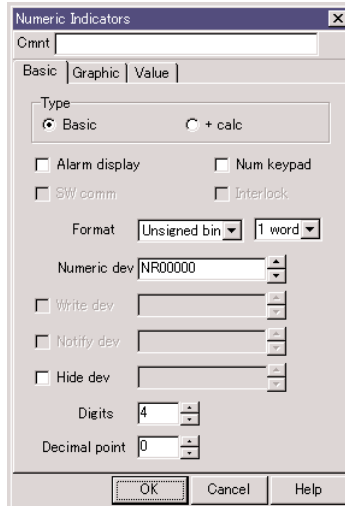 Numeric Indicators
Cmnt
Basic Graphic Value
Type
Basic + calc
Alarm display Num keypad
SW comm Interlock
Format Unsigned bin 1 word
Numeric dev NR00000
Write dev
Notify dev
Hide dev
Digits 4
Decimal point 0
OK Cancel Help